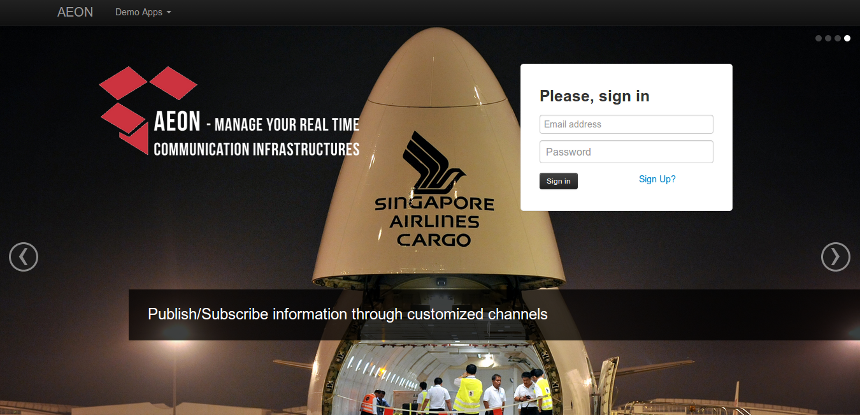 AEON
Demo Apps
AEON - MANAGE YOUR REAL TIME
COMMUNICATION INFRASTRUCTURES
Please, sign in
Email address
Password
Sign in
Sign Up?
SINGAPORE
AIRLINES
CARGO
Publish/Subscribe information through customized channels